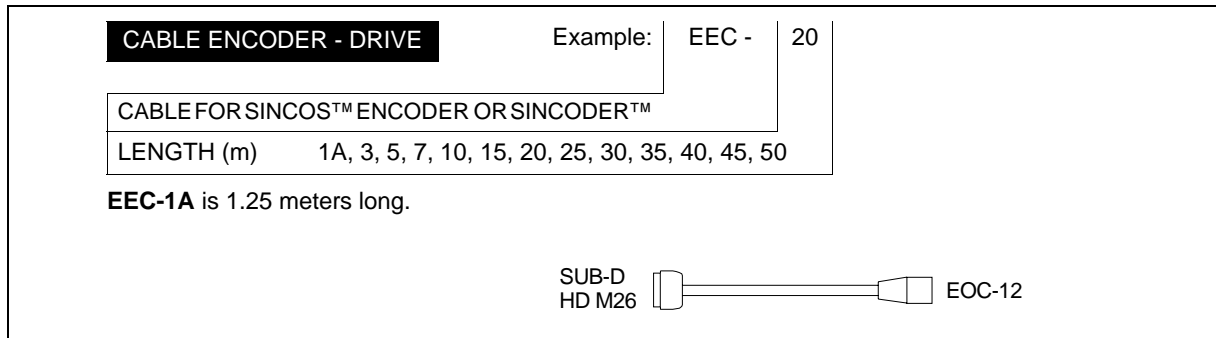 CABLE ENCODER - DRIVE Example: EEC - 20
CABLE FOR SINCOS™ ENCODER OR SINCODER™
LENGTH (m) 1A, 3, 5, 7, 10, 15, 20, 25, 30, 35, 40, 45, 50
EEC-1A is 1.25 meters long.
SUB-D
HD M26
EOC-12